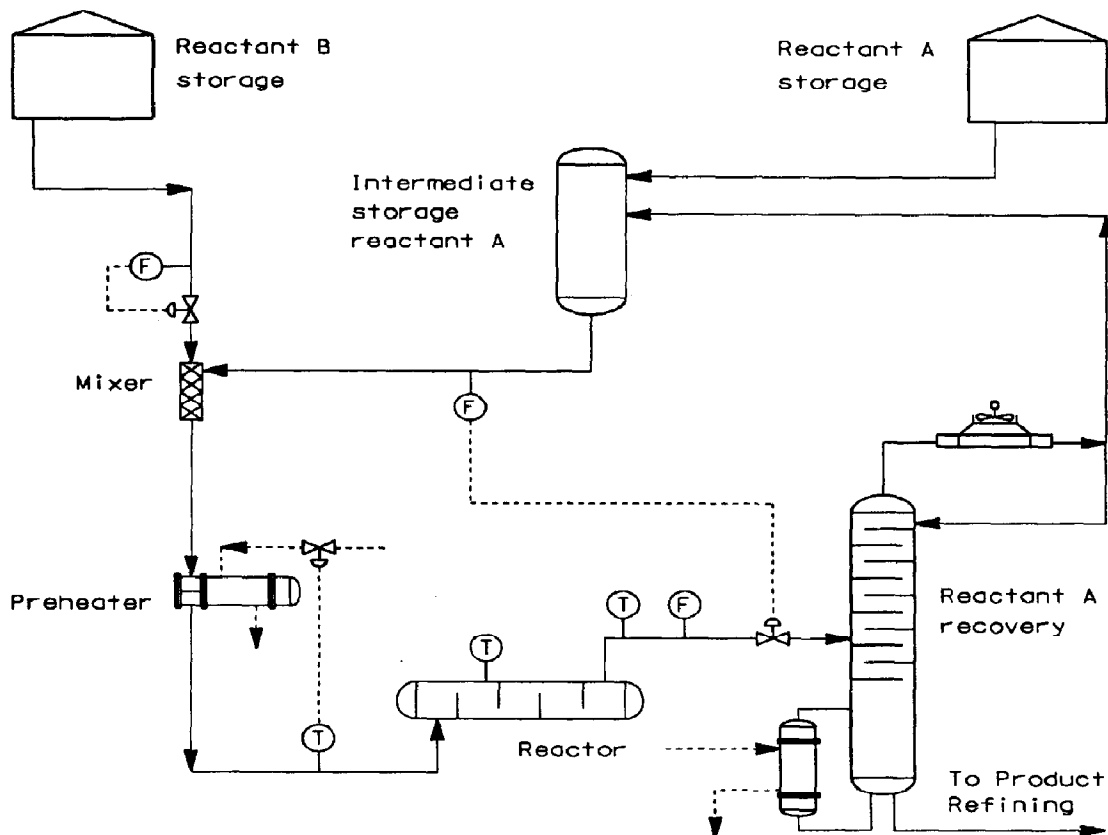 Reactant B
storage
Reactant A
storage
Intermediate
storage
reactant A
F
Mixer
F
Preheater
Reactant A
recovery
T
F
T
T
Reactor
To Product
Refining